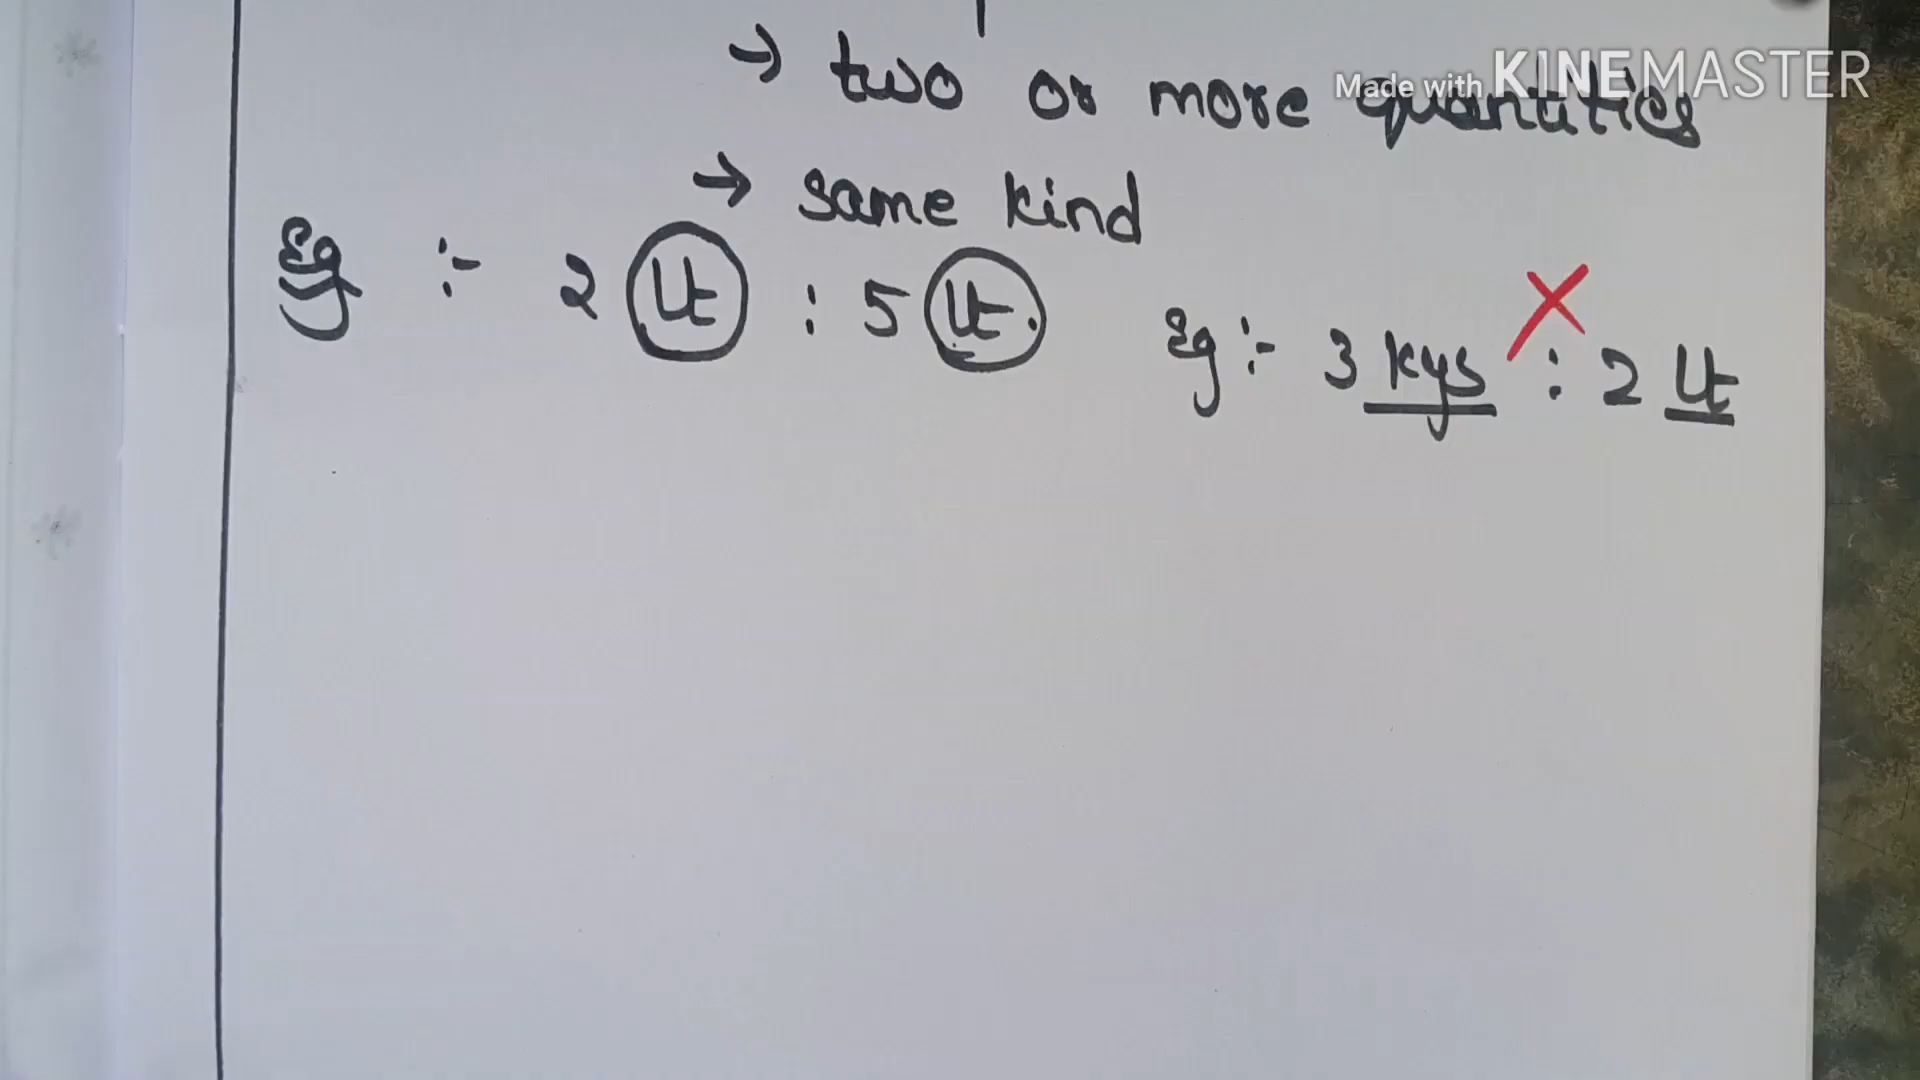 Made with KINEMASTER
→ two or more quantities
→ same kind
Eg :- 2 Lt : 5 Lt.
Eg :- 3 kgs : 2 Lt